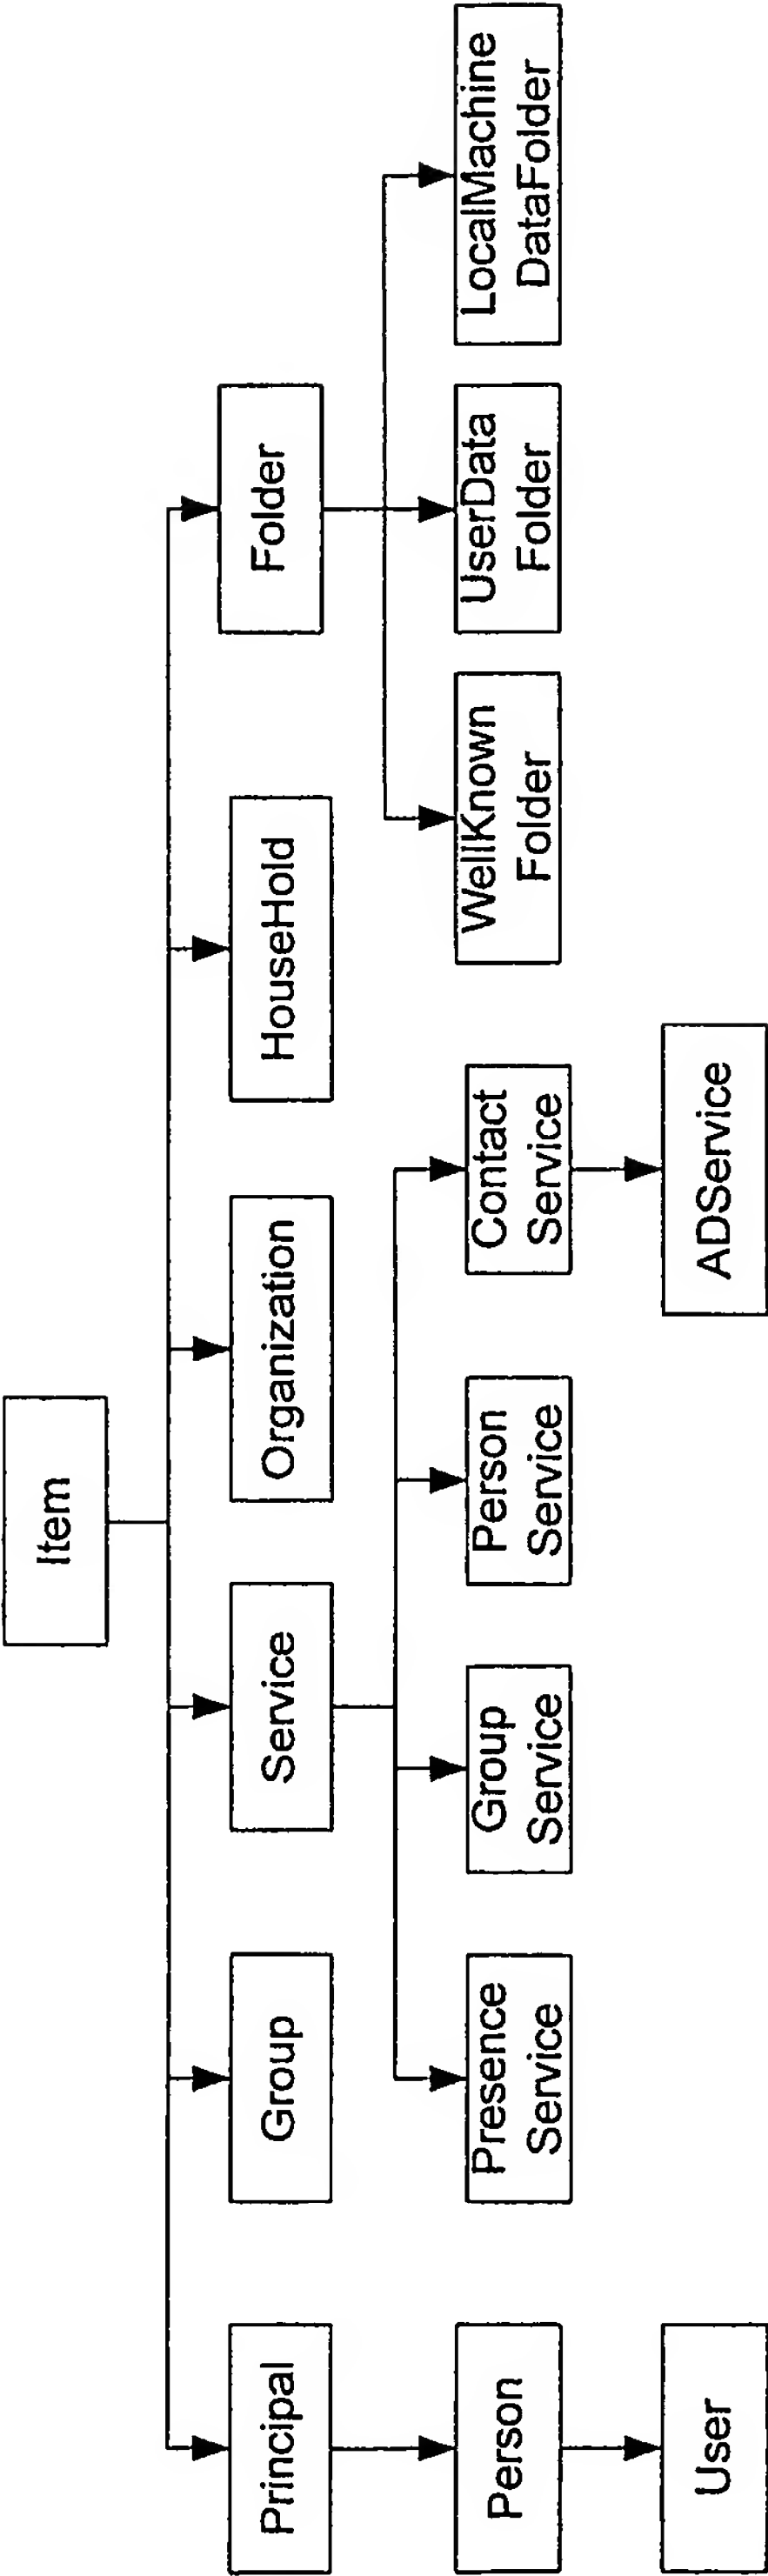 Item
Principal
Group
Service
Organization
HouseHold
Folder
Person
Presence
Service
Group
Service
Person
Service
Contact
Service
WellKnown
Folder
UserData
Folder
LocalMachine
DataFolder
User
ADService